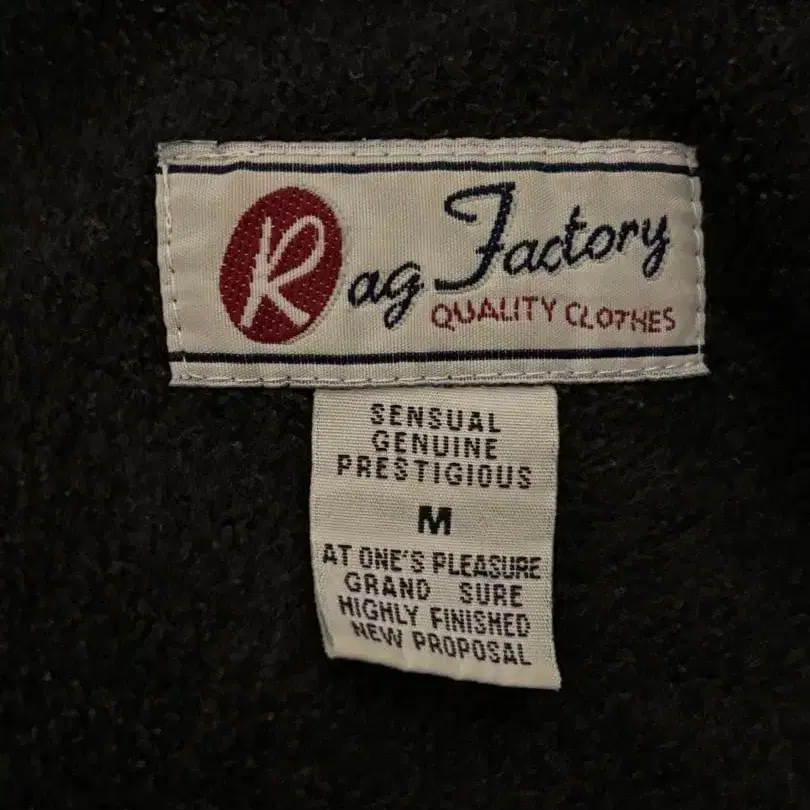 Rag Factory
QUALITY CLOTHES
SENSUAL
GENUINE
PRESTIGIOUS
M
AT ONE'S PLEASURE
GRAND SURE
HIGHLY FINISHED
NEW PROPOSAL